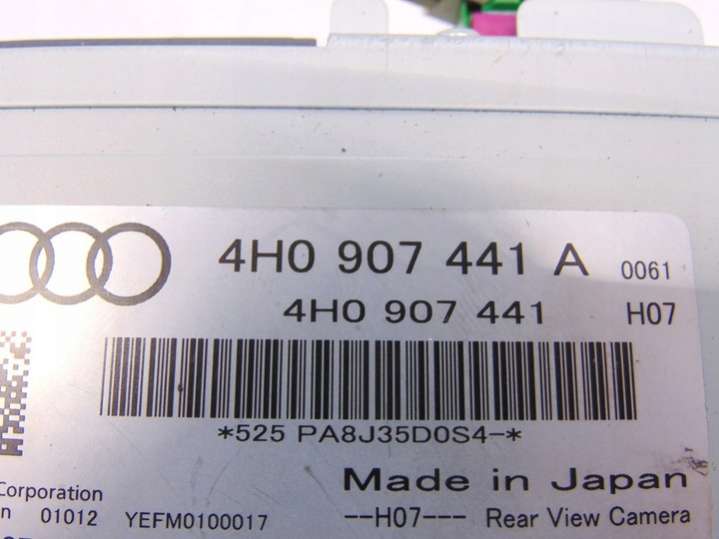 4H0 907 441 A 0061
4H0 907 441 H07
*525 PA8J35D0S4-*
Made in Japan
Corporation
01012 YEFM0100017 --H07--- Rear View Camera